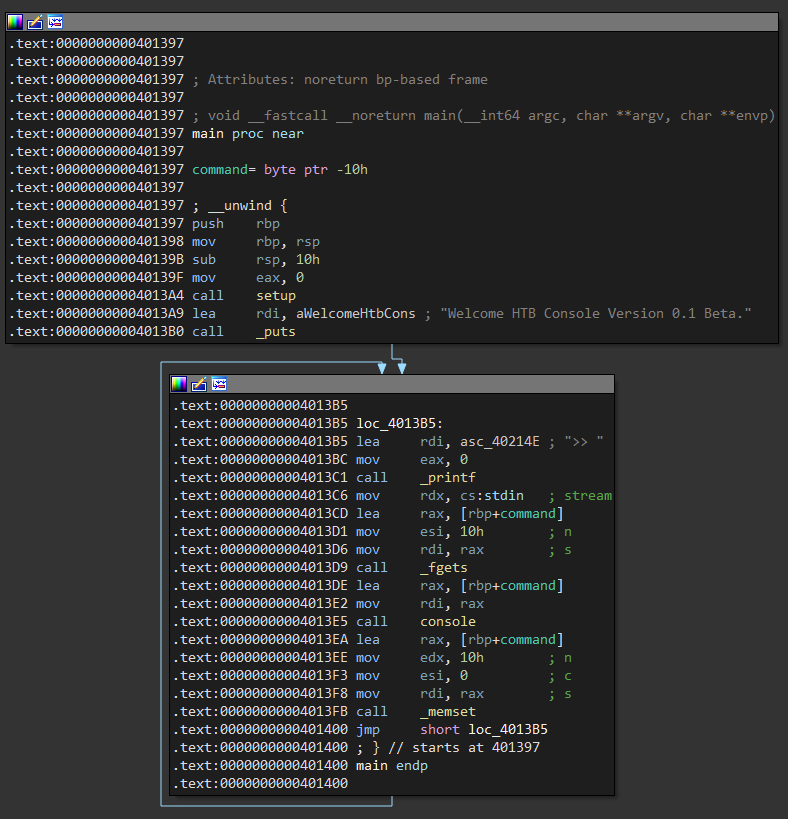 .text:0000000000401397
.text:0000000000401397
.text:0000000000401397 ; Attributes: noreturn bp-based frame
.text:0000000000401397
.text:0000000000401397 ; void __fastcall __noreturn main(__int64 argc, char **argv, char **envp)
.text:0000000000401397 main proc near
.text:0000000000401397
.text:0000000000401397 command= byte ptr -10h
.text:0000000000401397
.text:0000000000401397 ; __unwind {
.text:0000000000401397 push    rbp
.text:0000000000401398 mov     rbp, rsp
.text:000000000040139B sub     rsp, 10h
.text:000000000040139F mov     eax, 0
.text:00000000004013A4 call    setup
.text:00000000004013A9 lea     rdi, aWelcomeHtbCons ; "Welcome HTB Console Version 0.1 Beta."
.text:00000000004013B0 call    _puts
.text:00000000004013B5
.text:00000000004013B5 loc_4013B5:
.text:00000000004013B5 lea     rdi, asc_40214E ; ">> "
.text:00000000004013BC mov     eax, 0
.text:00000000004013C1 call    _printf
.text:00000000004013C6 mov     rdx, cs:stdin   ; stream
.text:00000000004013CD lea     rax, [rbp+command]
.text:00000000004013D1 mov     esi, 10h        ; n
.text:00000000004013D6 mov     rdi, rax        ; s
.text:00000000004013D9 call    _fgets
.text:00000000004013DE lea     rax, [rbp+command]
.text:00000000004013E2 mov     rdi, rax
.text:00000000004013E5 call    console
.text:00000000004013EA lea     rax, [rbp+command]
.text:00000000004013EE mov     edx, 10h        ; n
.text:00000000004013F3 mov     esi, 0          ; c
.text:00000000004013F8 mov     rdi, rax        ; s
.text:00000000004013FB call    _memset
.text:0000000000401400 jmp     short loc_4013B5
.text:0000000000401400 ; } // starts at 401397
.text:0000000000401400 main endp
.text:0000000000401400